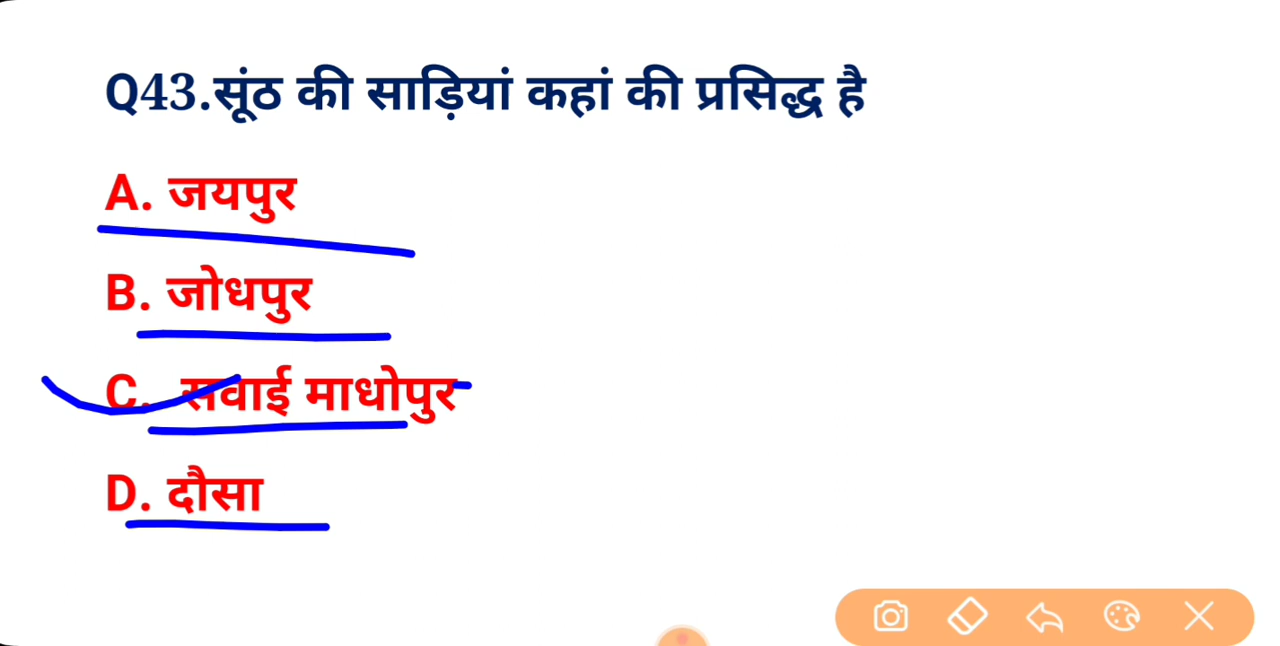 Q43.सूंठ की साड़ियां कहां की प्रसिद्ध है
A. जयपुर
B. जोधपुर
C. सवाई माधोपुर
D. दौसा